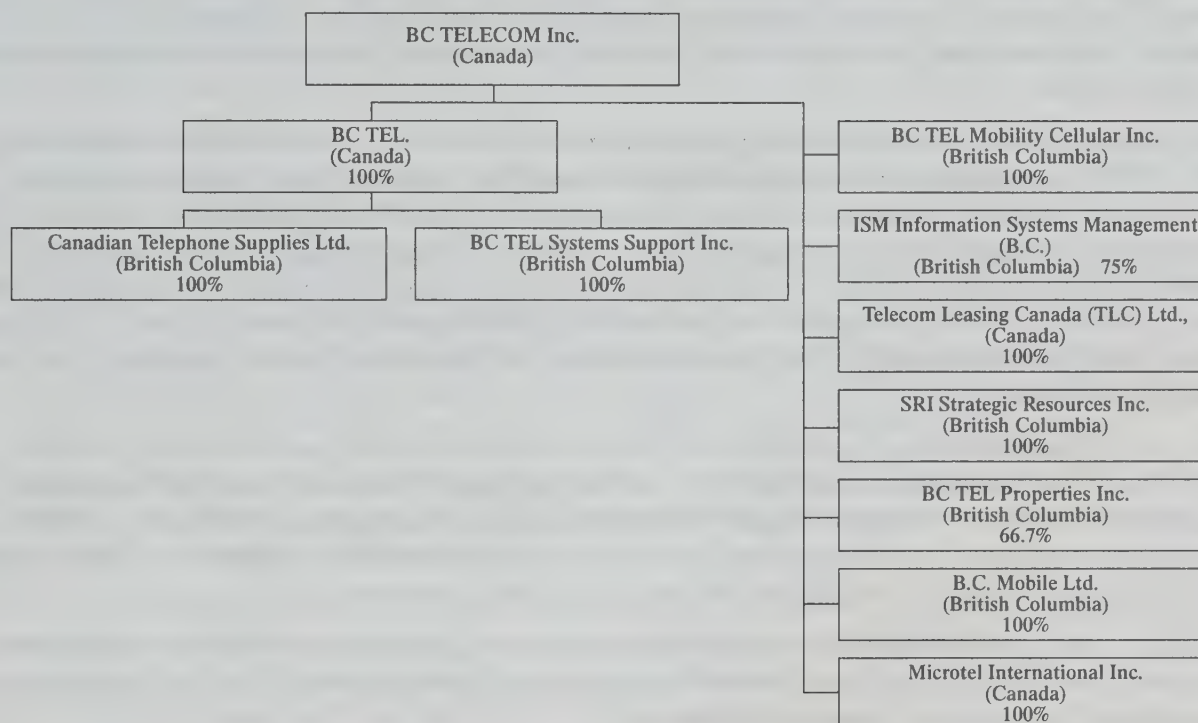 BC TELECOM Inc.
(Canada)
BC TEL.
(Canada)
100%
Canadian Telephone Supplies Ltd.
(British Columbia)
100%
BC TEL Systems Support Inc.
(British Columbia)
100%
BC TEL Mobility Cellular Inc.
(British Columbia)
100%
ISM Information Systems Management
(B.C.)
(British Columbia) 75%
Telecom Leasing Canada (TLC) Ltd.,
(Canada)
100%
SRI Strategic Resources Inc.
(British Columbia)
100%
BC TEL Properties Inc.
(British Columbia)
66.7%
B.C. Mobile Ltd.
(British Columbia)
100%
Microtel International Inc.
(Canada)
100%